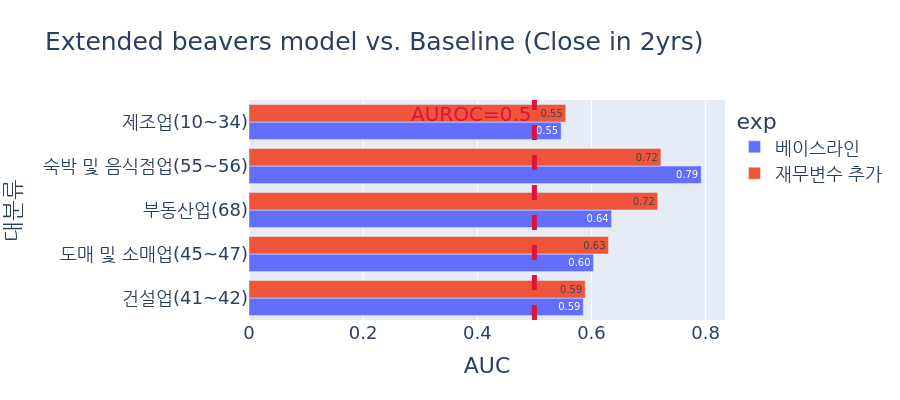 Extended beavers model vs. Baseline (Close in 2yrs)
AUROC=0.5
대분류
제조업(10~34)
0.55
0.55
숙박 및 음식점업(55~56)
0.72
0.79
부동산업(68)
0.72
0.64
도매 및 소매업(45~47)
0.63
0.60
건설업(41~42)
0.59
0.59
0 0.2 0.4 0.6 0.8
AUC
exp
베이스라인
재무변수 추가